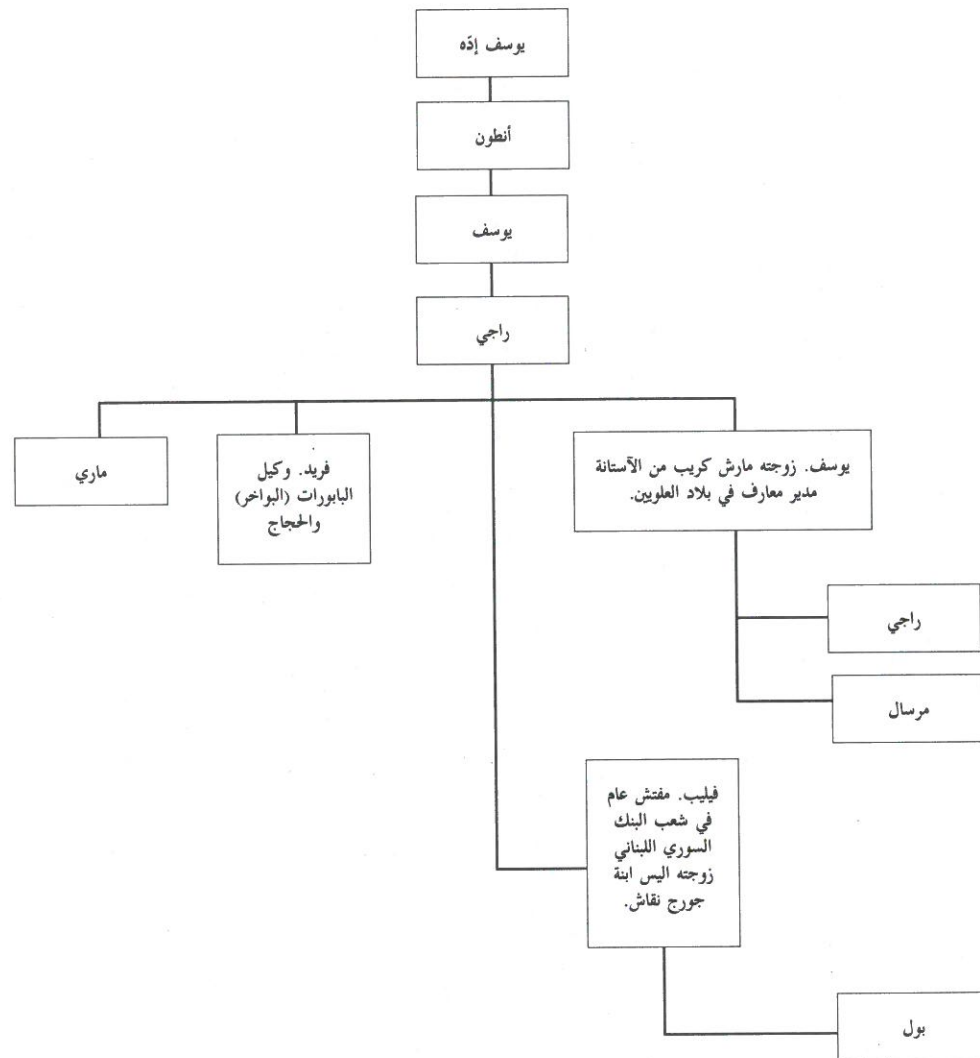 يوسف إدّه
أنطون
يوسف
راجي
يوسف. زوجته مارش كريب من الآستانة
مدير معارف في بلاد العلويين.
فريد. وكيل
البابورات (البواخر)
والحجاج
ماري
راجي
مرسال
فيليب. مفتش عام
في شعب البنك
السوري اللبناني
زوجته اليس ابنة
جورج نقاش.
بول